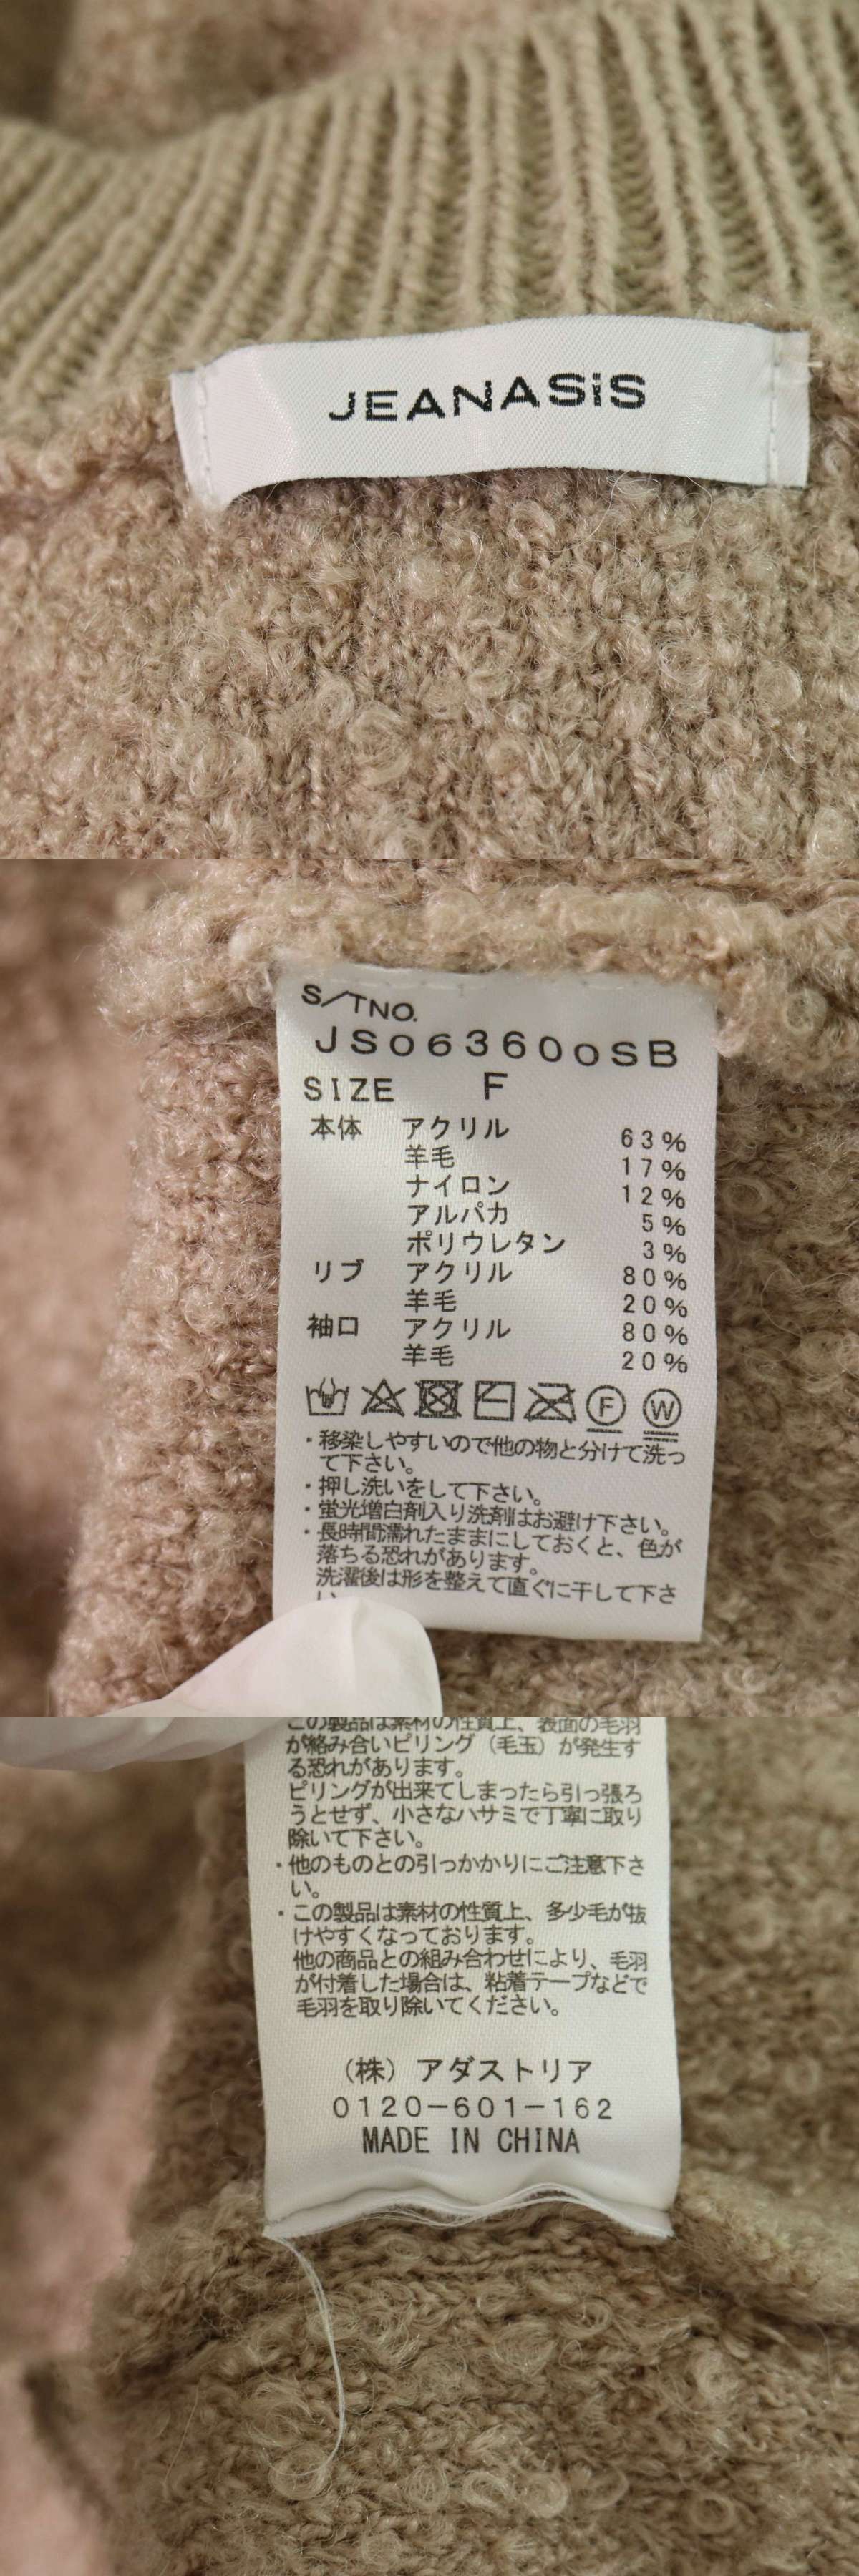 JEANASiS
S/TNO.
JS063600SB
SIZE F
本体 アクリル 63%
羊毛 17%
ナイロン 12%
アルパカ 5%
ポリウレタン 3%
リブ アクリル 80%
羊毛 20%
袖口 アクリル 80%
羊毛 20%
F W
・移染しやすいので他の物と分けて洗っ
て下さい。
・押し洗いをして下さい。
・蛍光増白剤入り洗剤はお避け下さい。
・長時間濡れたままにしておくと、色が
落ちる恐れがあります。
洗濯後は形を整えて直ぐに干して下さ
い
この製品は素材の性質上、表面の毛羽
が絡み合いピリング（毛玉）が発生す
る恐れがあります。
ピリングが出来てしまったら引っ張ろ
うとせず、小さなハサミで丁寧に取り
除いて下さい。
・他のものとの引っかかりにご注意下さ
い。
・この製品は素材の性質上、多少毛が抜
けやすくなっております。
他の商品との組み合わせにより、毛羽
が付着した場合は、粘着テープなどで
毛羽を取り除いてください。
（株）アダストリア
0120-601-162
MADE IN CHINA